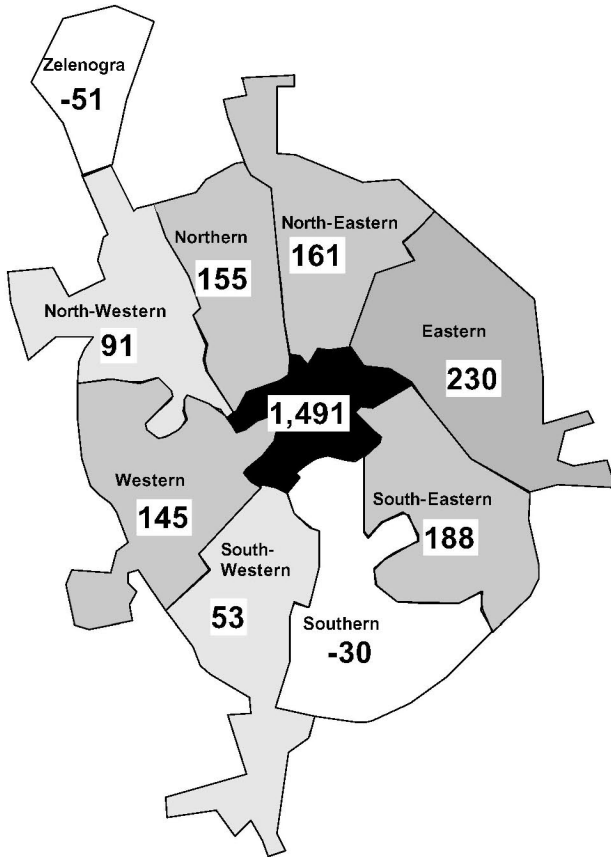 Zelenogra
-51
North-Eastern
161
Northern
155
North-Western
91
Eastern
230
1,491
Western
145
South-Eastern
188
South-
Western
53
Southern
-30